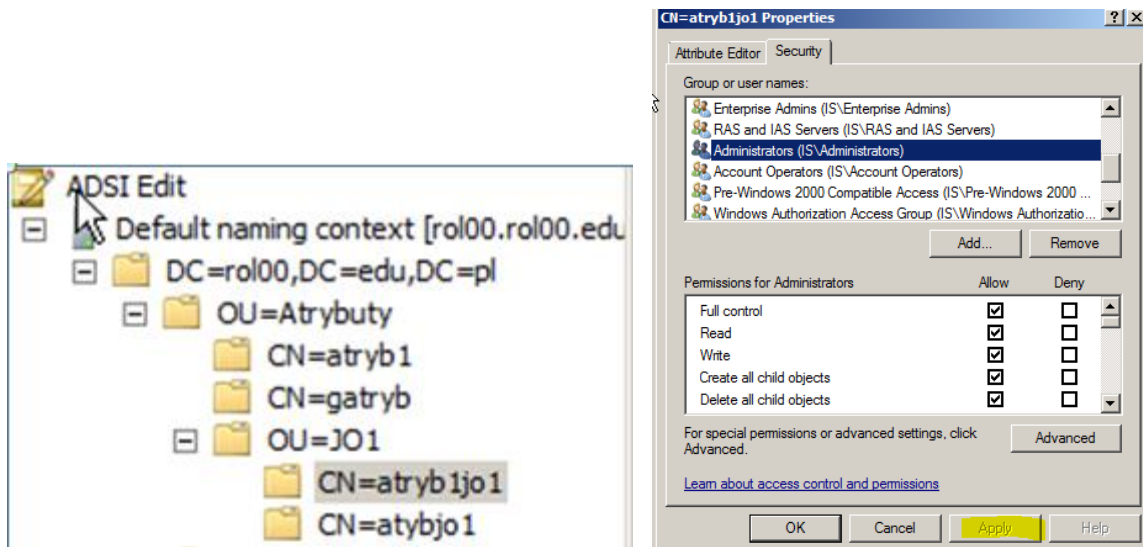 ADSI Edit
Default naming context [rol00.rol00.edu
DC=rol00,DC=edu,DC=pl
OU=Atrybuty
CN=atryb1
CN=gatryb
OU=JO1
CN=atryb1jo1
CN=atybjo1
CN=atryb1jo1 Properties
? X
Attribute Editor Security
Group or user names:
Enterprise Admins (IS\Enterprise Admins)
RAS and IAS Servers (IS\RAS and IAS Servers)
Administrators (IS\Administrators)
Account Operators (IS\Account Operators)
Pre-Windows 2000 Compatible Access (IS\Pre-Windows 2000 ...
Windows Authorization Access Group (IS\Windows Authorizatio...
Add... Remove
Permissions for Administrators Allow Deny
Full control
Read
Write
Create all child objects
Delete all child objects
For special permissions or advanced settings, click
Advanced.
Advanced
Learn about access control and permissions
OK Cancel Apply Help